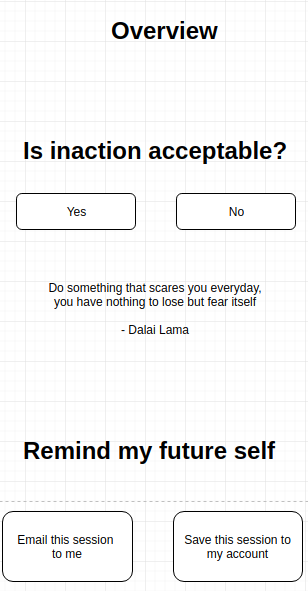 Overview
Is inaction acceptable?
Yes
No
Do something that scares you everyday,
you have nothing to lose but fear itself
- Dalai Lama
Remind my future self
Email this session
to me
Save this session to
my account